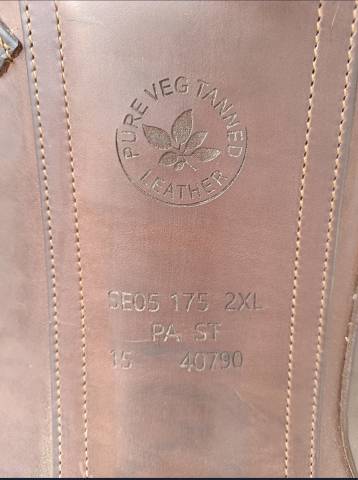 PURE VEG TANNED
LEATHER
SE05 175 2XL
PA ST
15 40790